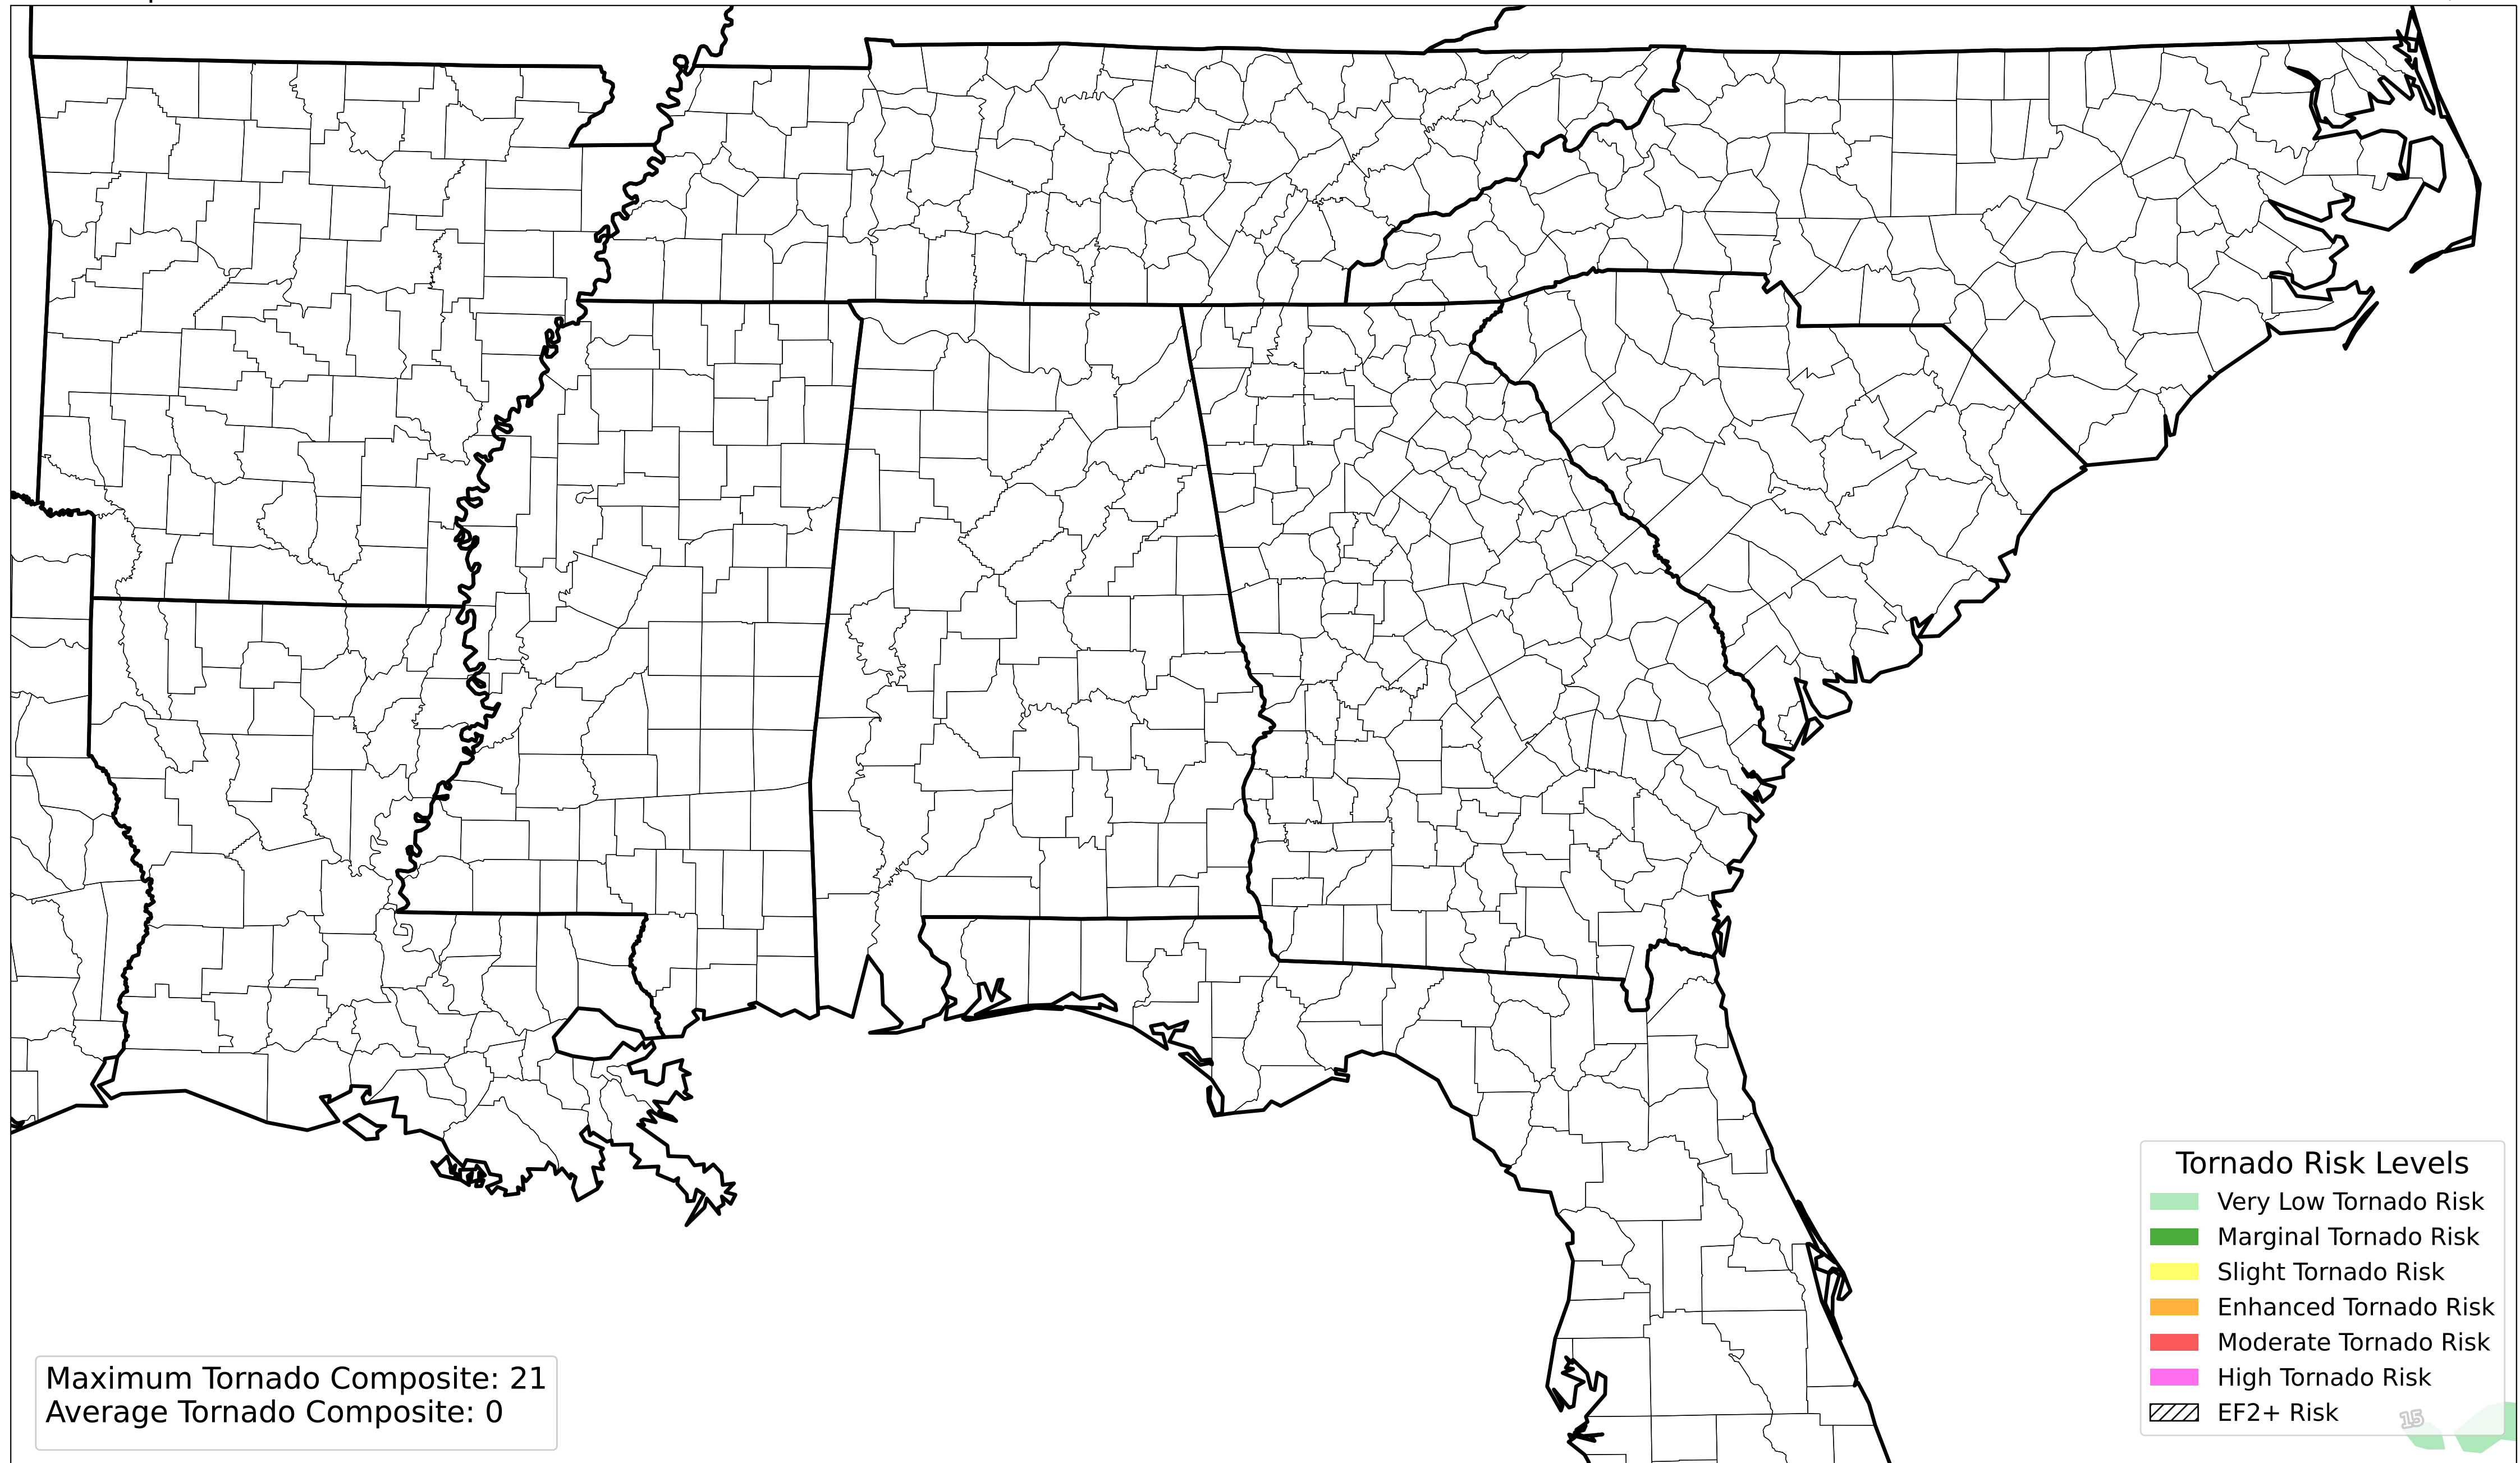 Tornado Risk Levels
Very Low Tornado Risk
Marginal Tornado Risk
Slight Tornado Risk
Enhanced Tornado Risk
Moderate Tornado Risk
High Tornado Risk
EF2+ Risk
15
Maximum Tornado Composite: 21
Average Tornado Composite: 0